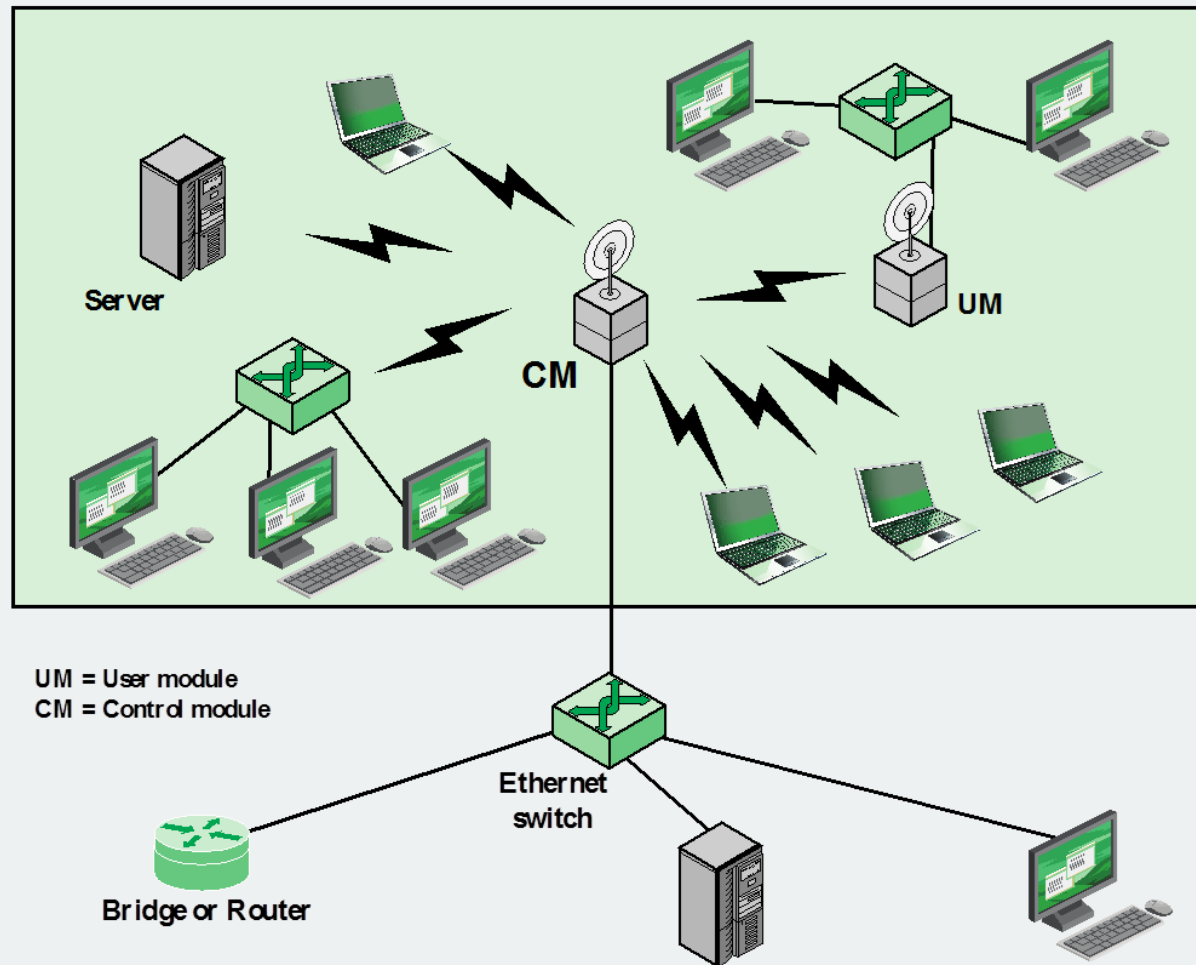 Server
UM
CM
UM = User module
CM = Control module
Ethernet
switch
Bridge or Router